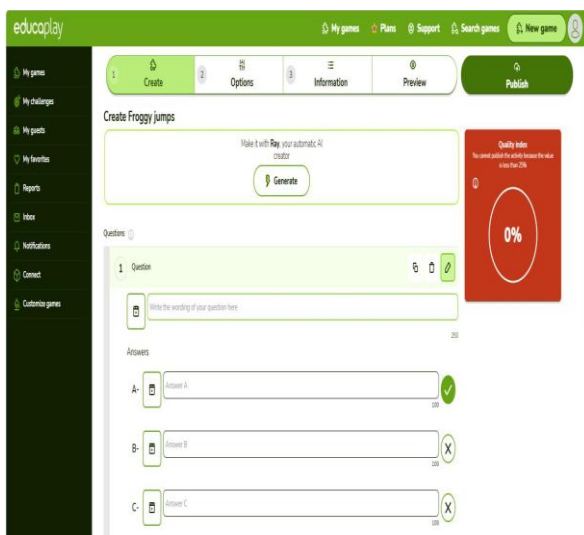 educaplay
My games
Plans
Support
Search games
New game
My games
My challenges
My guests
My favorites
Reports
Inbox
Notifications
Connect
Customize games
1
Create
2
Options
3
Information
Preview
Publish
Create Froggy jumps
Make it with Ray, your automatic AI
creator
Generate
Quality index
You cannot publish the activity because the value
is less than 25%
0%
Questions
1 Question
Write the wording of your question here
250
Answers
A- Answer A
100
B- Answer B
100
C- Answer C
100